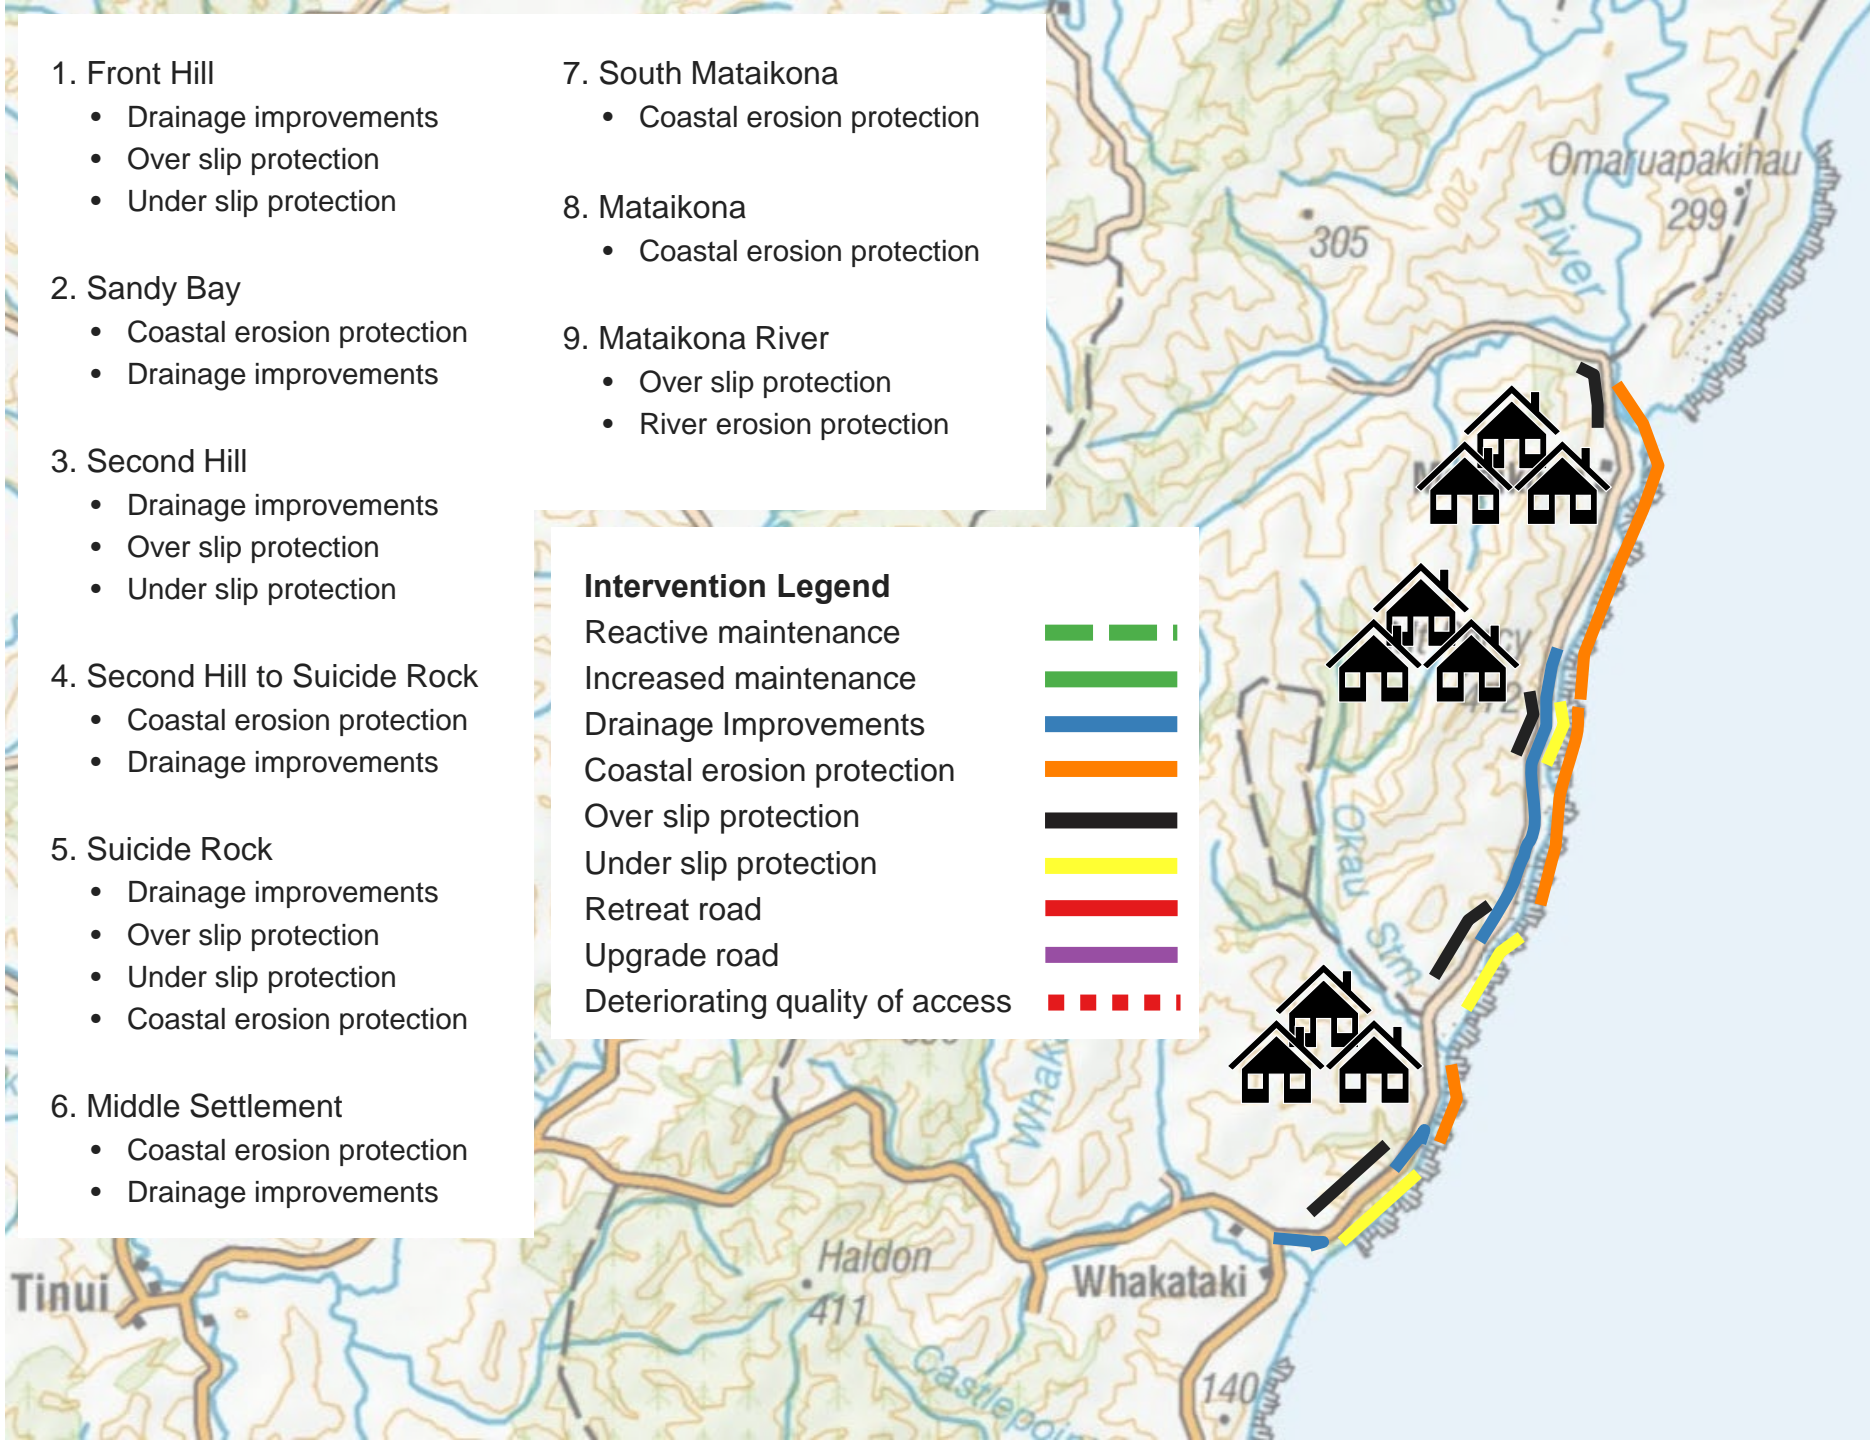 1. Front Hill
• Drainage improvements
• Over slip protection
• Under slip protection
2. Sandy Bay
• Coastal erosion protection
• Drainage improvements
3. Second Hill
• Drainage improvements
• Over slip protection
• Under slip protection
4. Second Hill to Suicide Rock
• Coastal erosion protection
• Drainage improvements
5. Suicide Rock
• Drainage improvements
• Over slip protection
• Under slip protection
• Coastal erosion protection
6. Middle Settlement
• Coastal erosion protection
• Drainage improvements
7. South Mataikona
• Coastal erosion protection
8. Mataikona
• Coastal erosion protection
9. Mataikona River
• Over slip protection
• River erosion protection
Intervention Legend
Reactive maintenance
Increased maintenance
Drainage Improvements
Coastal erosion protection
Over slip protection
Under slip protection
Retreat road
Upgrade road
Deteriorating quality of access
Omaruapakihau
299
River
200
305
472
Okau
Stm
Whakataki
Haldon
411
Tinui
140